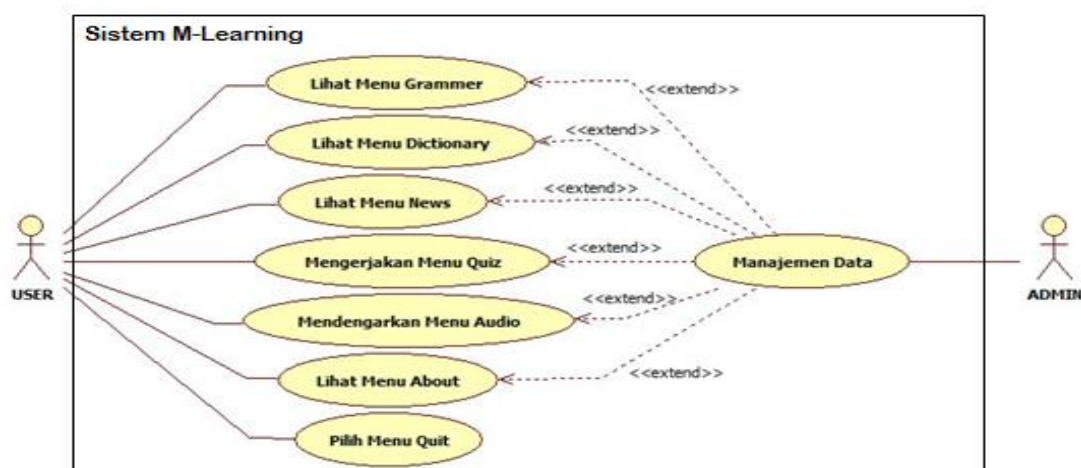 Sistem M-Learning
Lihat Menu Grammer
<<extend>>
Lihat Menu Dictionary
<<extend>>
Lihat Menu News
<<extend>>
Mengerjakan Menu Quiz
<<extend>>
Manajemen Data
USER
ADMIN
Mendengarkan Menu Audio
<<extend>>
Lihat Menu About
<<extend>>
Pilih Menu Quit